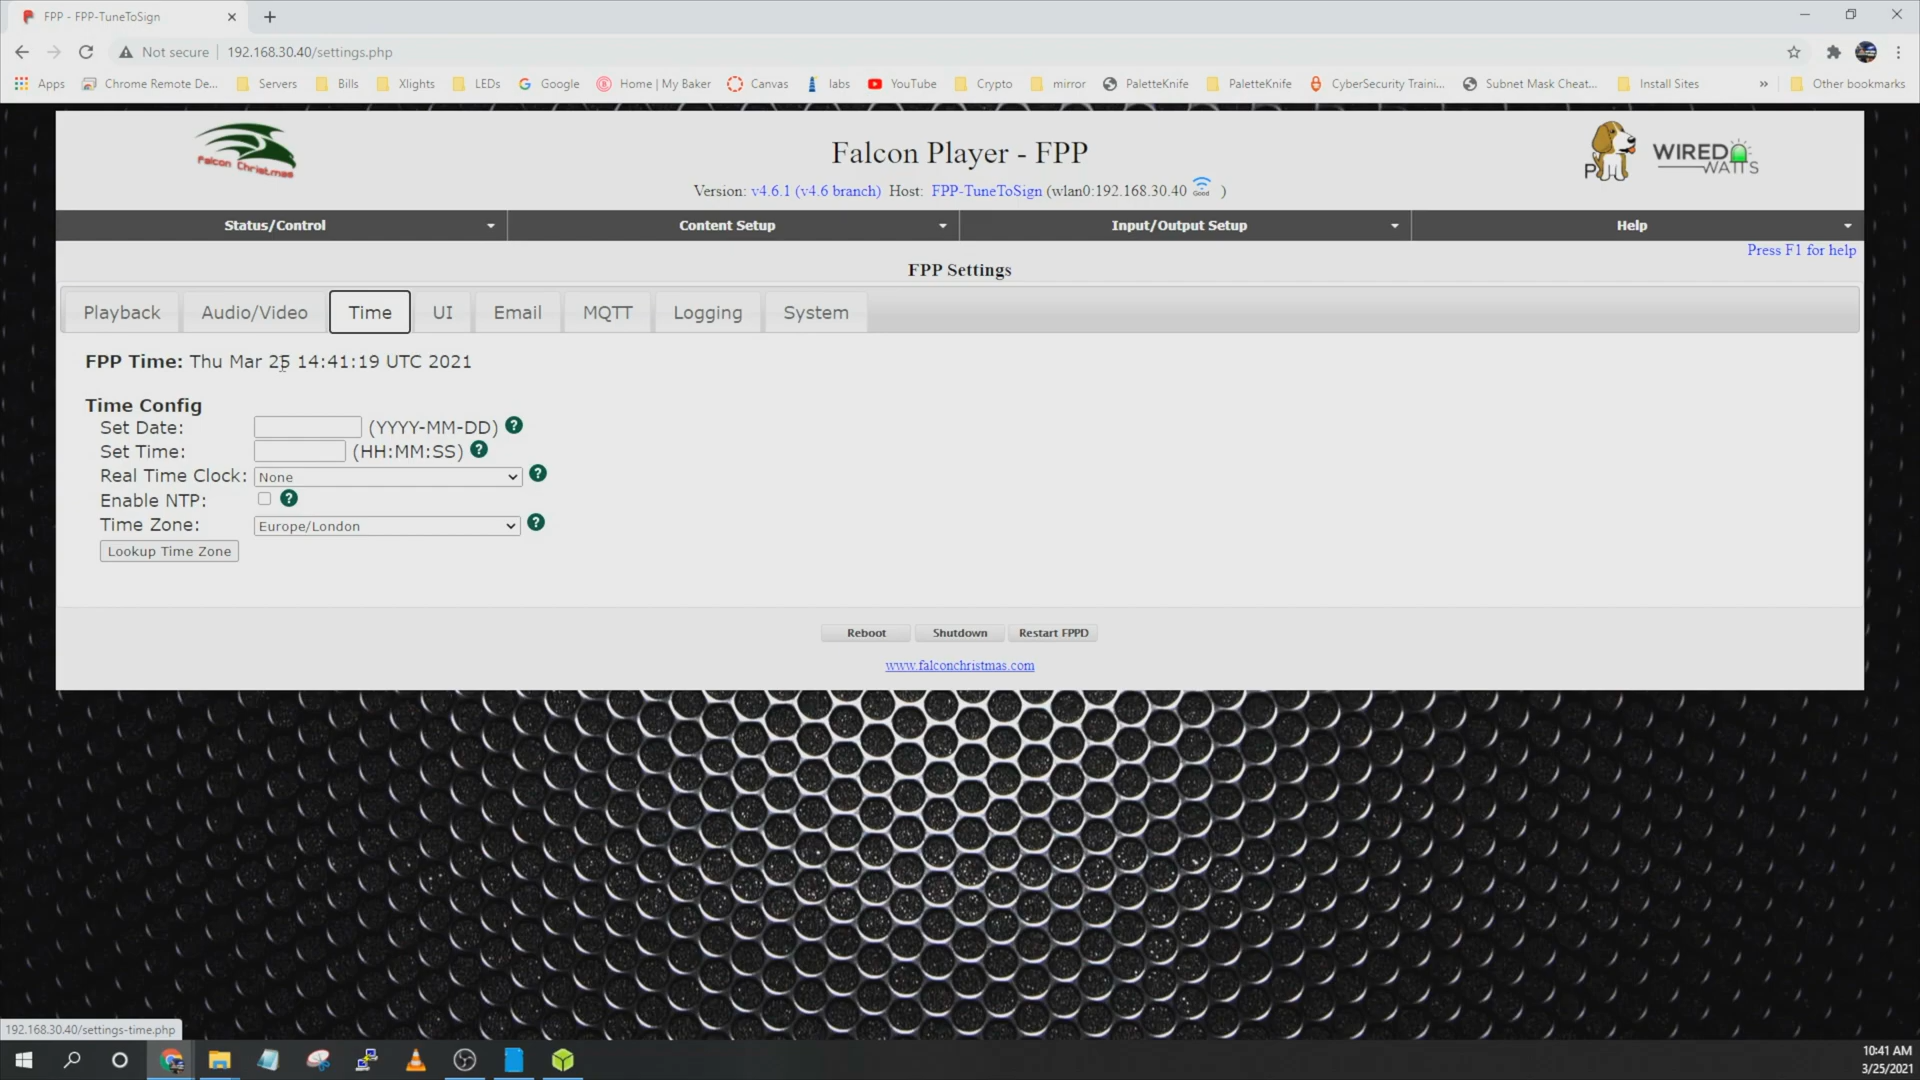 FPP - FPP-TuneToSign
Not secure 192.168.30.40/settings.php
Apps Chrome Remote De... Servers Bills Xlights LEDs Google Home | My Baker Canvas labs YouTube Crypto mirror PaletteKnife PaletteKnife CyberSecurity Traini... Subnet Mask Cheat... Install Sites » Other bookmarks
Falcon Christmas
Falcon Player - FPP
WIRED WATTS
Version: v4.6.1 (v4.6 branch) Host: FPP-TuneToSign (wlan0:192.168.30.40 Good )
Status/Control Content Setup Input/Output Setup Help
Press F1 for help
FPP Settings
Playback Audio/Video Time UI Email MQTT Logging System
FPP Time: Thu Mar 25 14:41:19 UTC 2021
Time Config
Set Date: (YYYY-MM-DD) ?
Set Time: (HH:MM:SS) ?
Real Time Clock: None ?
Enable NTP: ?
Time Zone: Europe/London ?
Lookup Time Zone
Reboot Shutdown Restart FPPD
www.falconchristmas.com
192.168.30.40/settings-time.php
10:41 AM
3/25/2021